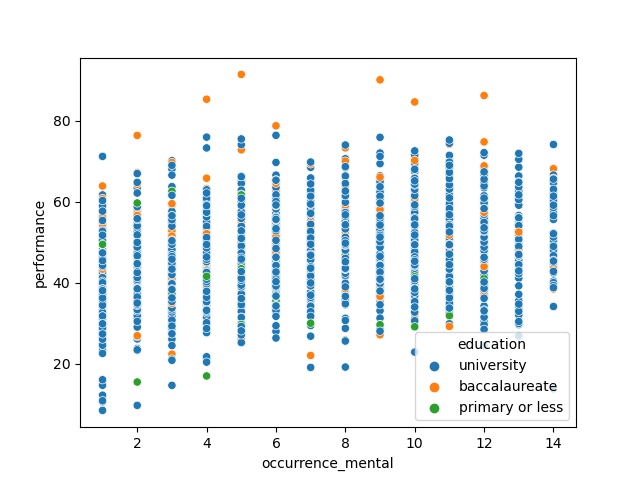 80
60
40
20
performance
2
4
6
8
10
12
14
occurrence_mental
education
university
baccalaureate
primary or less